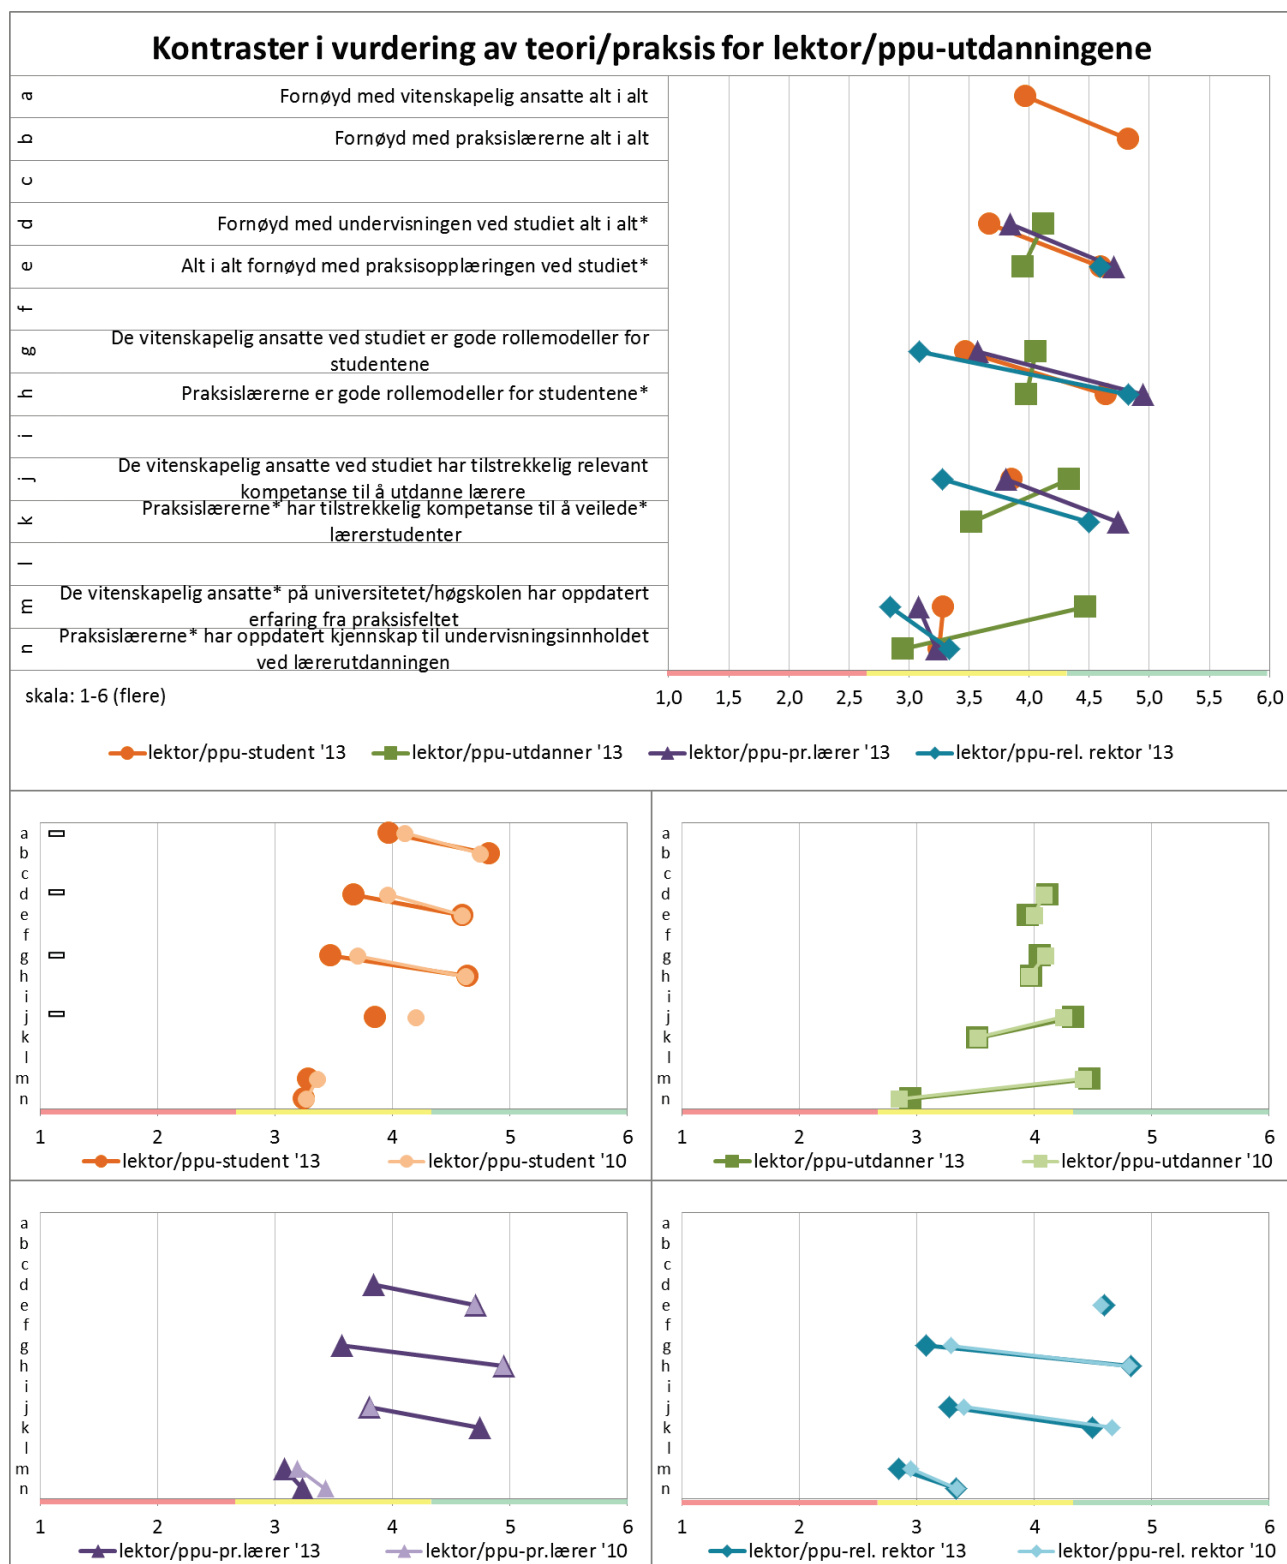 Kontraster i vurdering av teori/praksis for lektor/ppu-utdanningene
a Fornøyd med vitenskapelig ansatte alt i alt
b Fornøyd med praksislærerne alt i alt
c
d Fornøyd med undervisningen ved studiet alt i alt*
e Alt i alt fornøyd med praksisopplæringen ved studiet*
f
g De vitenskapelig ansatte ved studiet er gode rollemodeller for
studentene
h Praksislærerne er gode rollemodeller for studentene*
i
j De vitenskapelig ansatte ved studiet har tilstrekkelig relevant
kompetanse til å utdanne lærere
k Praksislærerne* har tilstrekkelig kompetanse til å veilede*
lærerstudenter
l
m De vitenskapelig ansatte* på universitetet/høgskolen har oppdatert
erfaring fra praksisfeltet
n Praksislærerne* har oppdatert kjennskap til undervisningsinnholdet
ved lærerutdanningen
skala: 1-6 (flere)
1,0 1,5 2,0 2,5 3,0 3,5 4,0 4,5 5,0 5,5 6,0
lektor/ppu-student '13 lektor/ppu-utdanner '13 lektor/ppu-pr.lærer '13 lektor/ppu-rel. rektor '13
a
b
c
d
e
f
g
h
i
j
k
l
m
n
1 2 3 4 5 6
lektor/ppu-student '13 lektor/ppu-student '10
a
b
c
d
e
f
g
h
i
j
k
l
m
n
1 2 3 4 5 6
lektor/ppu-utdanner '13 lektor/ppu-utdanner '10
a
b
c
d
e
f
g
h
i
j
k
l
m
n
1 2 3 4 5 6
lektor/ppu-pr.lærer '13 lektor/ppu-pr.lærer '10
a
b
c
d
e
f
g
h
i
j
k
l
m
n
1 2 3 4 5 6
lektor/ppu-rel. rektor '13 lektor/ppu-rel. rektor '10